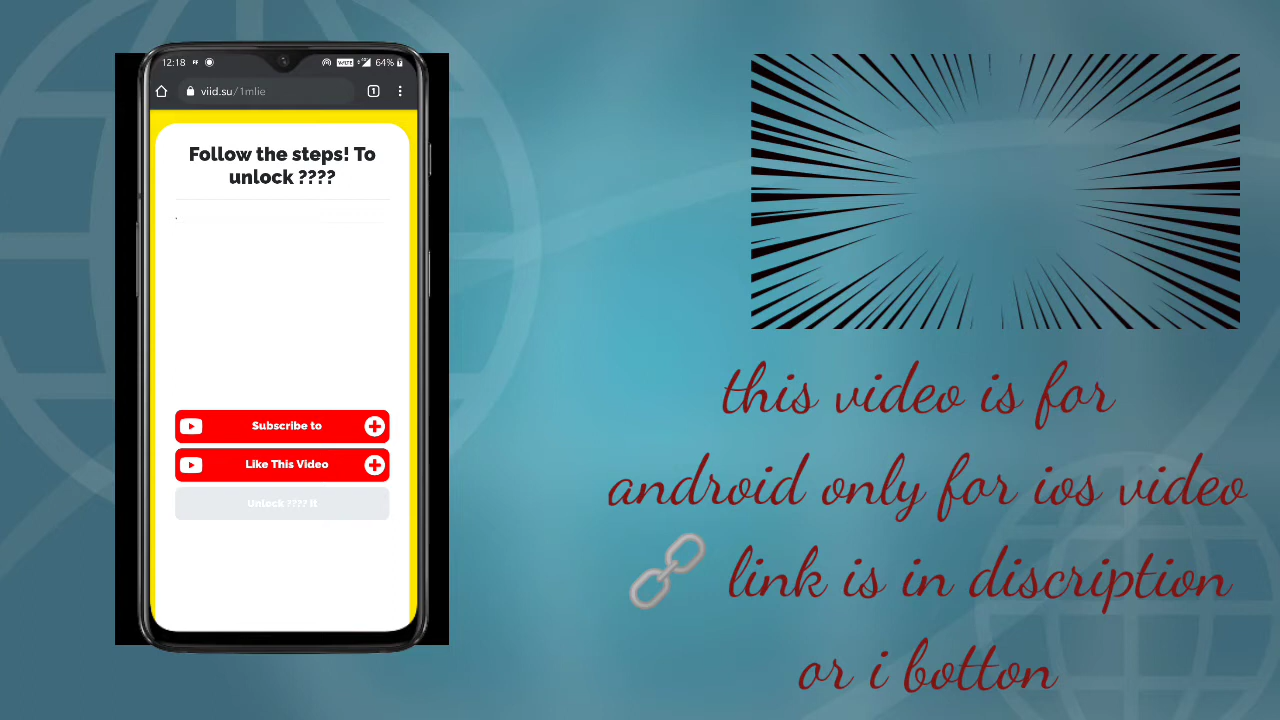 12:18 64%
viid.su/1mlie 1
Follow the steps! To
unlock ????
Subscribe to
Like This Video
Unlock ???? It
this video is for
android only for ios video
link is in discription
or i botton